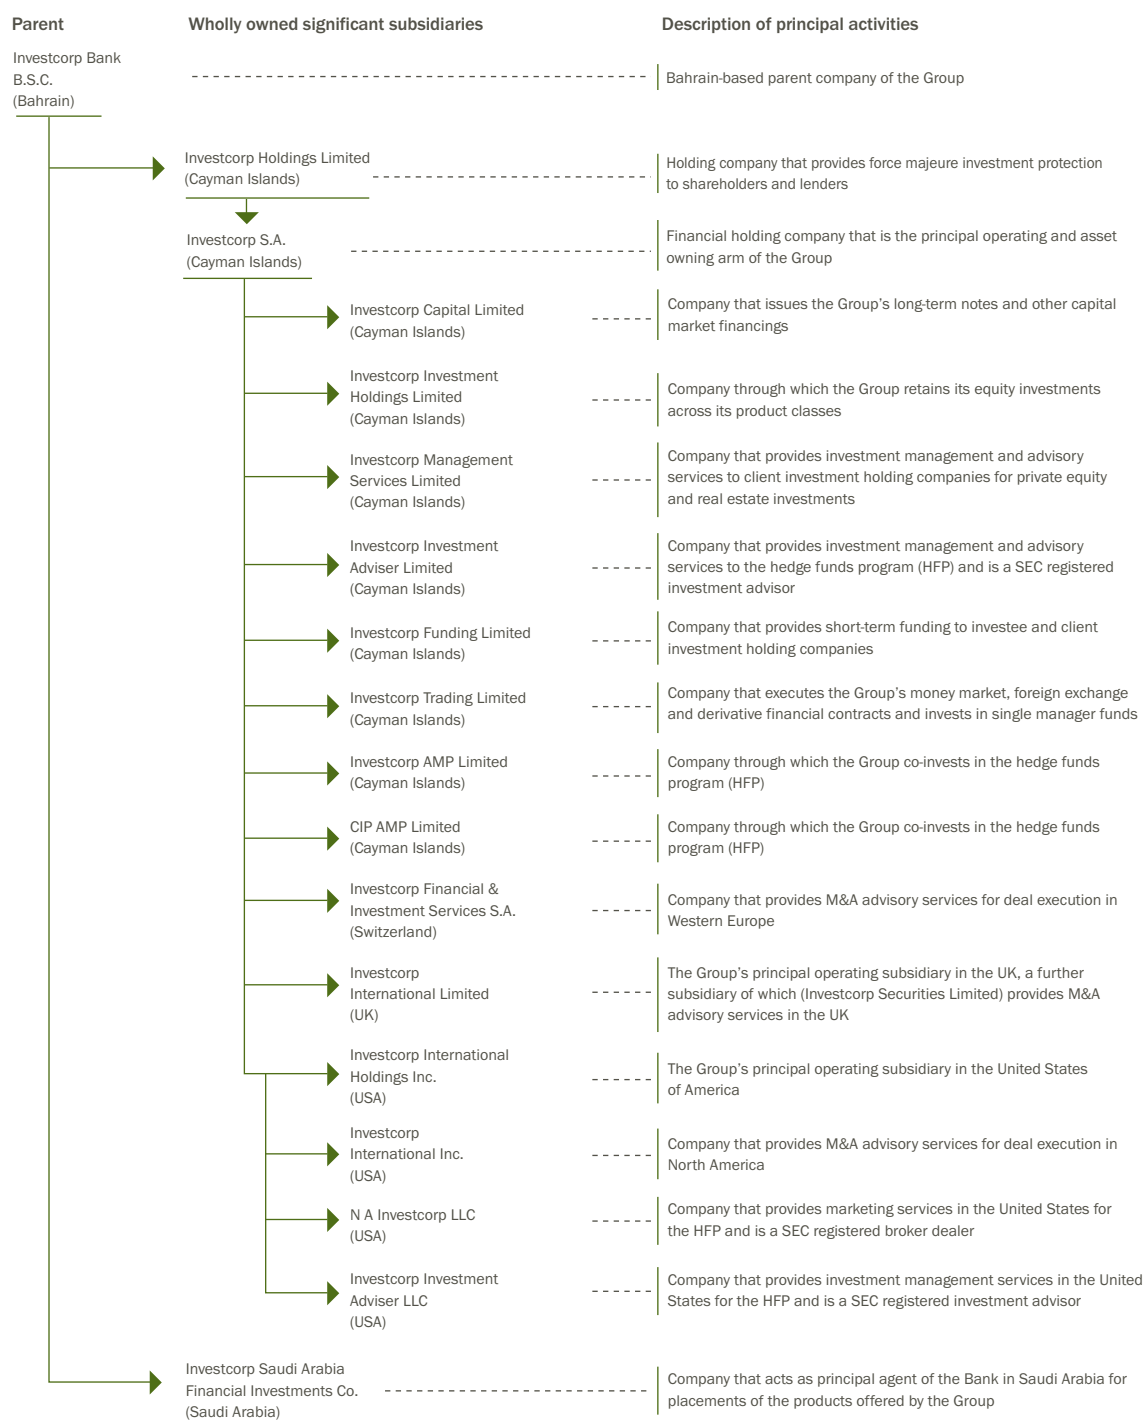 Parent
Wholly owned significant subsidiaries
Description of principal activities
Investcorp Bank
B.S.C.
(Bahrain)
Bahrain-based parent company of the Group
Investcorp Holdings Limited
(Cayman Islands)
Holding company that provides force majeure investment protection
to shareholders and lenders
Investcorp S.A.
(Cayman Islands)
Financial holding company that is the principal operating and asset
owning arm of the Group
Investcorp Capital Limited
(Cayman Islands)
Company that issues the Group’s long-term notes and other capital
market financings
Investcorp Investment
Holdings Limited
(Cayman Islands)
Company through which the Group retains its equity investments
across its product classes
Investcorp Management
Services Limited
(Cayman Islands)
Company that provides investment management and advisory
services to client investment holding companies for private equity
and real estate investments
Investcorp Investment
Adviser Limited
(Cayman Islands)
Company that provides investment management and advisory
services to the hedge funds program (HFP) and is a SEC registered
investment advisor
Investcorp Funding Limited
(Cayman Islands)
Company that provides short-term funding to investee and client
investment holding companies
Investcorp Trading Limited
(Cayman Islands)
Company that executes the Group’s money market, foreign exchange
and derivative financial contracts and invests in single manager funds
Investcorp AMP Limited
(Cayman Islands)
Company through which the Group co-invests in the hedge funds
program (HFP)
CIP AMP Limited
(Cayman Islands)
Company through which the Group co-invests in the hedge funds
program (HFP)
Investcorp Financial &
Investment Services S.A.
(Switzerland)
Company that provides M&A advisory services for deal execution in
Western Europe
Investcorp
International Limited
(UK)
The Group’s principal operating subsidiary in the UK, a further
subsidiary of which (Investcorp Securities Limited) provides M&A
advisory services in the UK
Investcorp International
Holdings Inc.
(USA)
The Group’s principal operating subsidiary in the United States
of America
Investcorp
International Inc.
(USA)
Company that provides M&A advisory services for deal execution in
North America
N A Investcorp LLC
(USA)
Company that provides marketing services in the United States for
the HFP and is a SEC registered broker dealer
Investcorp Investment
Adviser LLC
(USA)
Company that provides investment management services in the United
States for the HFP and is a SEC registered investment advisor
Investcorp Saudi Arabia
Financial Investments Co.
(Saudi Arabia)
Company that acts as principal agent of the Bank in Saudi Arabia for
placements of the products offered by the Group